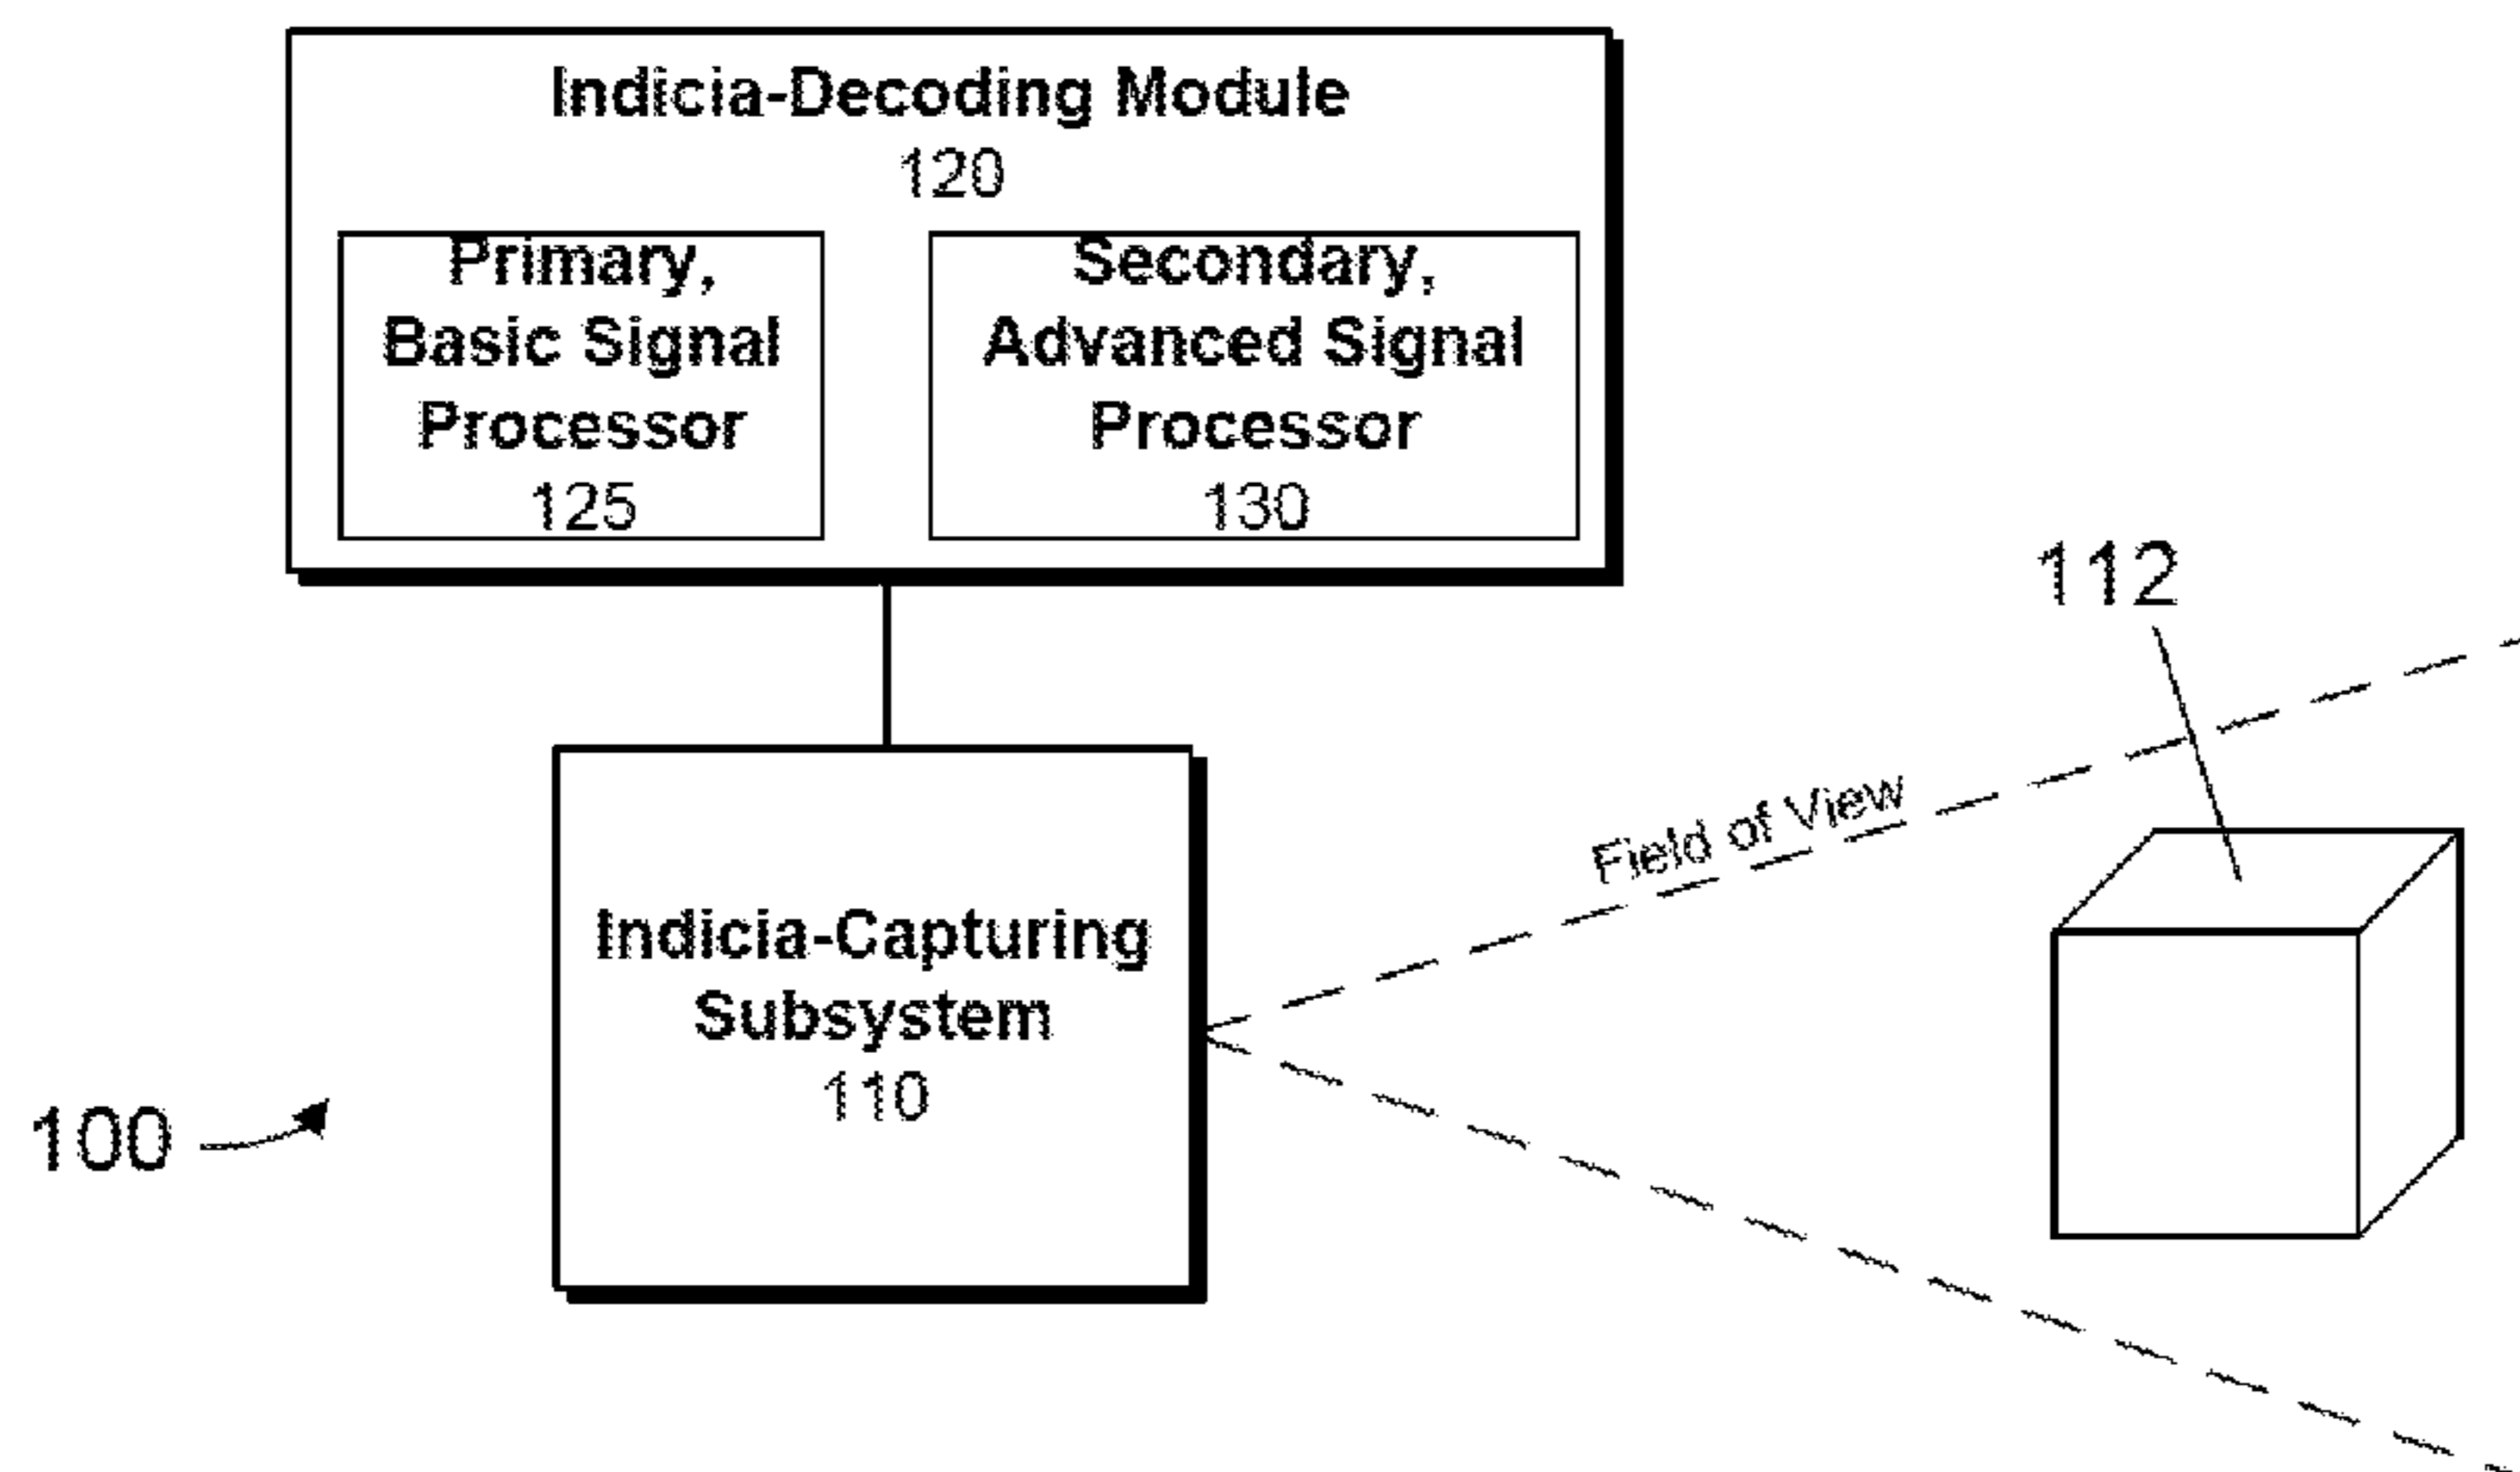 Indicia-Decoding Module
120
Primary,
Basic Signal
Processor
125
Secondary,
Advanced Signal
Processor
130
112
Field of View
Indicia-Capturing
Subsystem
110
100